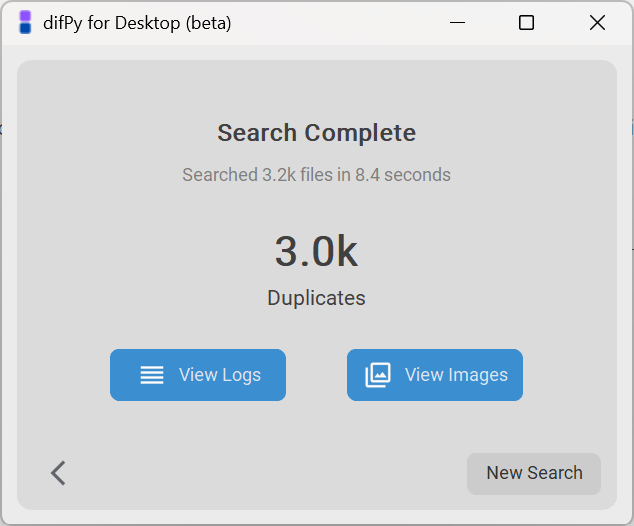 difPy for Desktop (beta)
Search Complete
Searched 3.2k files in 8.4 seconds
3.0k
Duplicates
View Logs
View Images
New Search